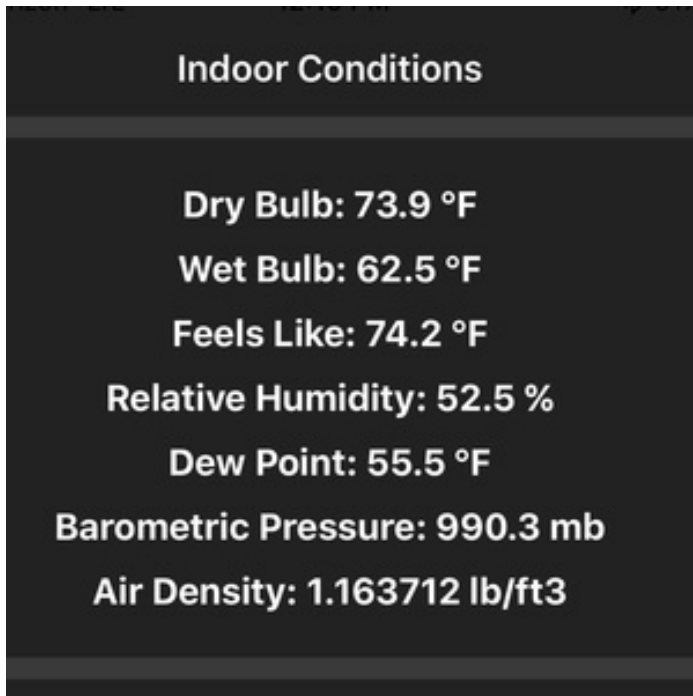 Indoor Conditions
Dry Bulb: 73.9 °F
Wet Bulb: 62.5 °F
Feels Like: 74.2 °F
Relative Humidity: 52.5 %
Dew Point: 55.5 °F
Barometric Pressure: 990.3 mb
Air Density: 1.163712 lb/ft3